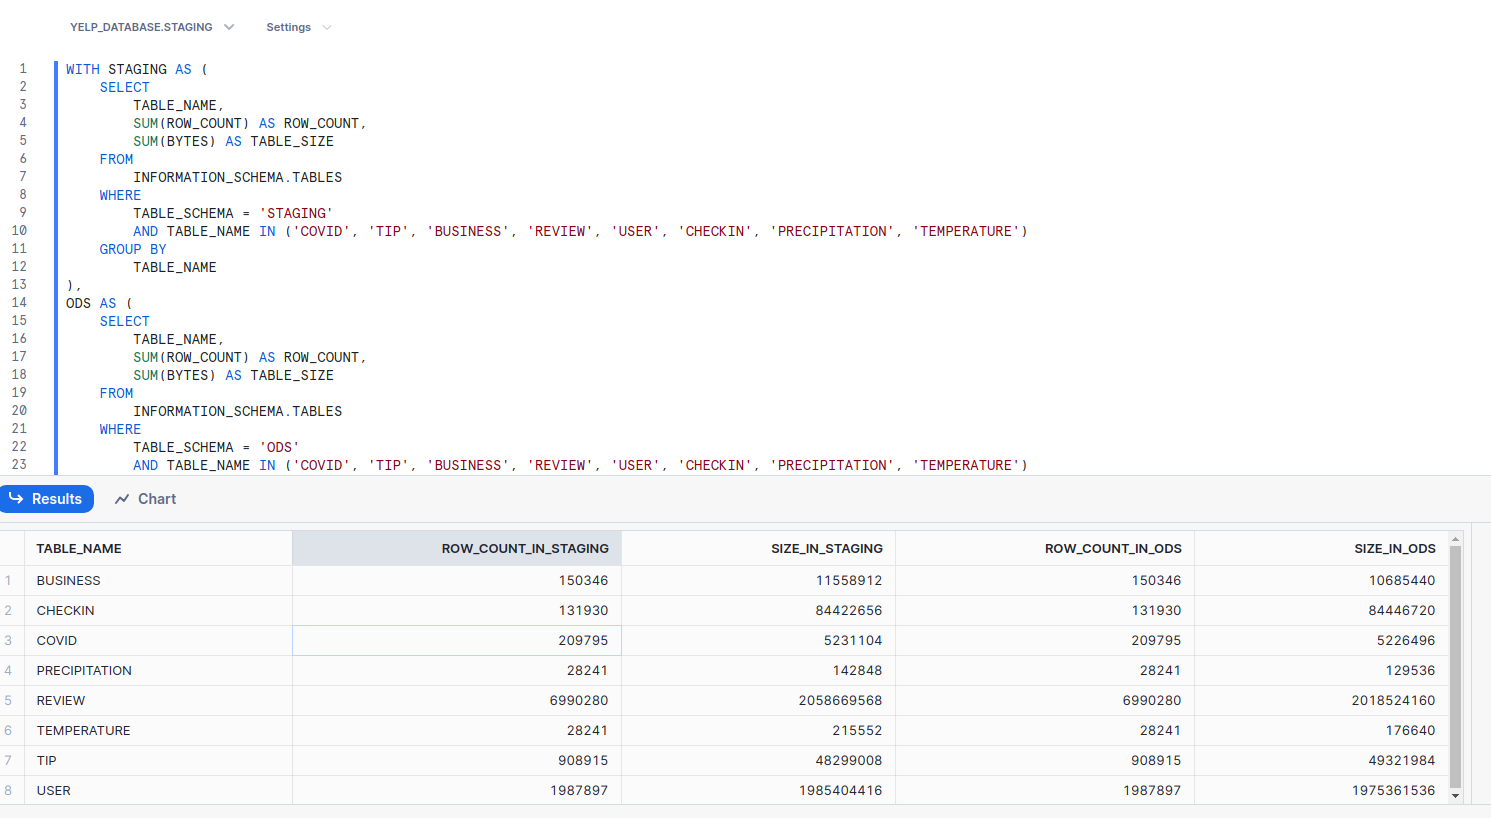 YELP_DATABASE.STAGING Settings
1 WITH STAGING AS (
2 SELECT
3 TABLE_NAME,
4 SUM(ROW_COUNT) AS ROW_COUNT,
5 SUM(BYTES) AS TABLE_SIZE
6 FROM
7 INFORMATION_SCHEMA.TABLES
8 WHERE
9 TABLE_SCHEMA = 'STAGING'
10 AND TABLE_NAME IN ('COVID', 'TIP', 'BUSINESS', 'REVIEW', 'USER', 'CHECKIN', 'PRECIPITATION', 'TEMPERATURE')
11 GROUP BY
12 TABLE_NAME
13 ),
14 ODS AS (
15 SELECT
16 TABLE_NAME,
17 SUM(ROW_COUNT) AS ROW_COUNT,
18 SUM(BYTES) AS TABLE_SIZE
19 FROM
20 INFORMATION_SCHEMA.TABLES
21 WHERE
22 TABLE_SCHEMA = 'ODS'
23 AND TABLE_NAME IN ('COVID', 'TIP', 'BUSINESS', 'REVIEW', 'USER', 'CHECKIN', 'PRECIPITATION', 'TEMPERATURE')
Results Chart
TABLE_NAME ROW_COUNT_IN_STAGING SIZE_IN_STAGING ROW_COUNT_IN_ODS SIZE_IN_ODS
1 BUSINESS 150346 11558912 150346 10685440
2 CHECKIN 131930 84422656 131930 84446720
3 COVID 209795 5231104 209795 5226496
4 PRECIPITATION 28241 142848 28241 129536
5 REVIEW 6990280 2058669568 6990280 2018524160
6 TEMPERATURE 28241 215552 28241 176640
7 TIP 908915 48299008 908915 49321984
8 USER 1987897 1985404416 1987897 1975361536